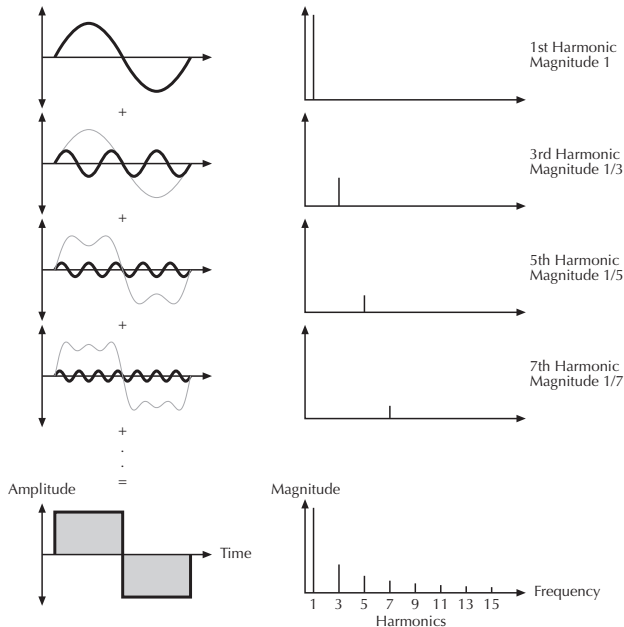 1st Harmonic
Magnitude 1
+
3rd Harmonic
Magnitude 1/3
+
5th Harmonic
Magnitude 1/5
+
7th Harmonic
Magnitude 1/7
+
.
.
=
Amplitude
Time
Magnitude
Frequency
1 3 5 7 9 11 13 15
Harmonics